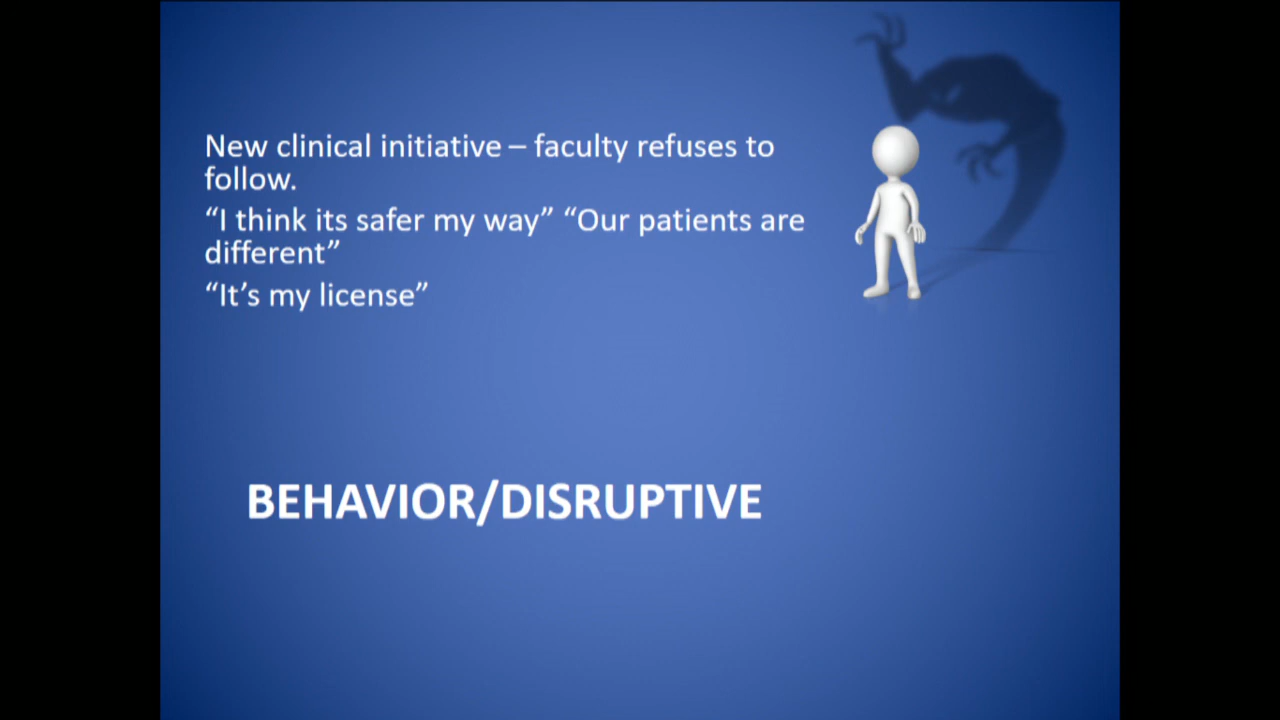 New clinical initiative – faculty refuses to
follow.
“I think its safer my way” “Our patients are
different”
“It’s my license”
BEHAVIOR/DISRUPTIVE